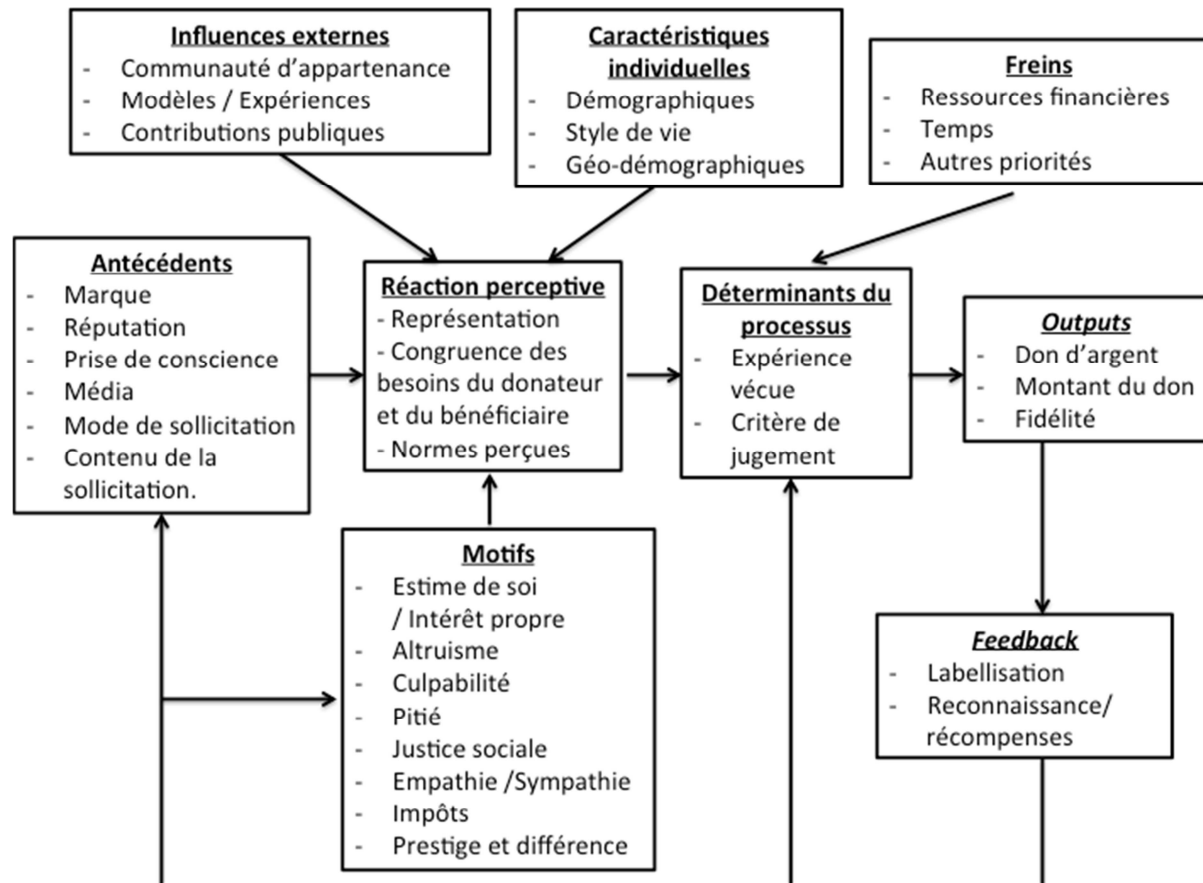 Influences externes
- Communauté d’appartenance
- Modèles / Expériences
- Contributions publiques
Caractéristiques
individuelles
- Démographiques
- Style de vie
- Géo-démographiques
Freins
- Ressources financières
- Temps
- Autres priorités
Antécédents
- Marque
- Réputation
- Prise de conscience
- Média
- Mode de sollicitation
- Contenu de la
sollicitation.
Réaction perceptive
- Représentation
- Congruence des
besoins du donateur
et du bénéficiaire
- Normes perçues
Déterminants du
processus
- Expérience
vécue
- Critère de
jugement
Outputs
- Don d’argent
- Montant du don
- Fidélité
Motifs
- Estime de soi
/ Intérêt propre
- Altruisme
- Culpabilité
- Pitié
- Justice sociale
- Empathie /Sympathie
- Impôts
- Prestige et différence
Feedback
- Labellisation
- Reconnaissance/
récompenses